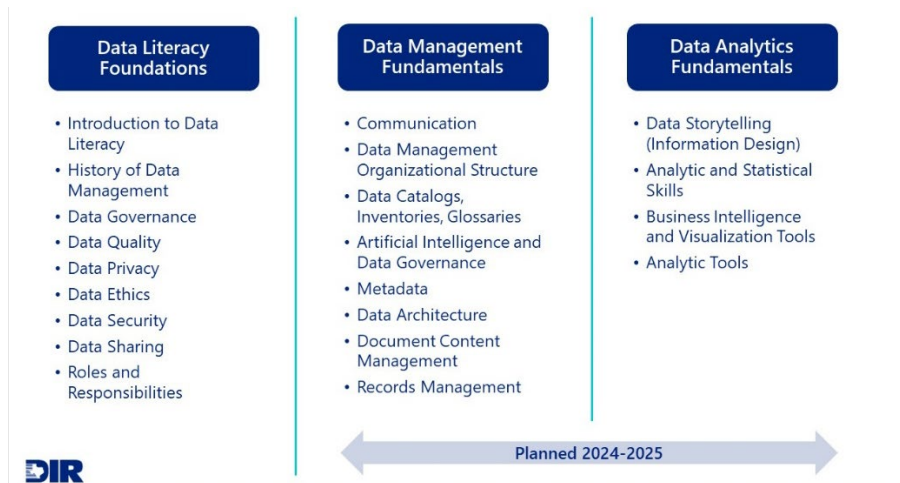 Data Literacy
Foundations
• Introduction to Data
Literacy
• History of Data
Management
• Data Governance
• Data Quality
• Data Privacy
• Data Ethics
• Data Security
• Data Sharing
• Roles and
Responsibilities
Data Management
Fundamentals
• Communication
• Data Management
Organizational Structure
• Data Catalogs,
Inventories, Glossaries
• Artificial Intelligence and
Data Governance
• Metadata
• Data Architecture
• Document Content
Management
• Records Management
Data Analytics
Fundamentals
• Data Storytelling
(Information Design)
• Analytic and Statistical
Skills
• Business Intelligence
and Visualization Tools
• Analytic Tools
Planned 2024-2025
DIR